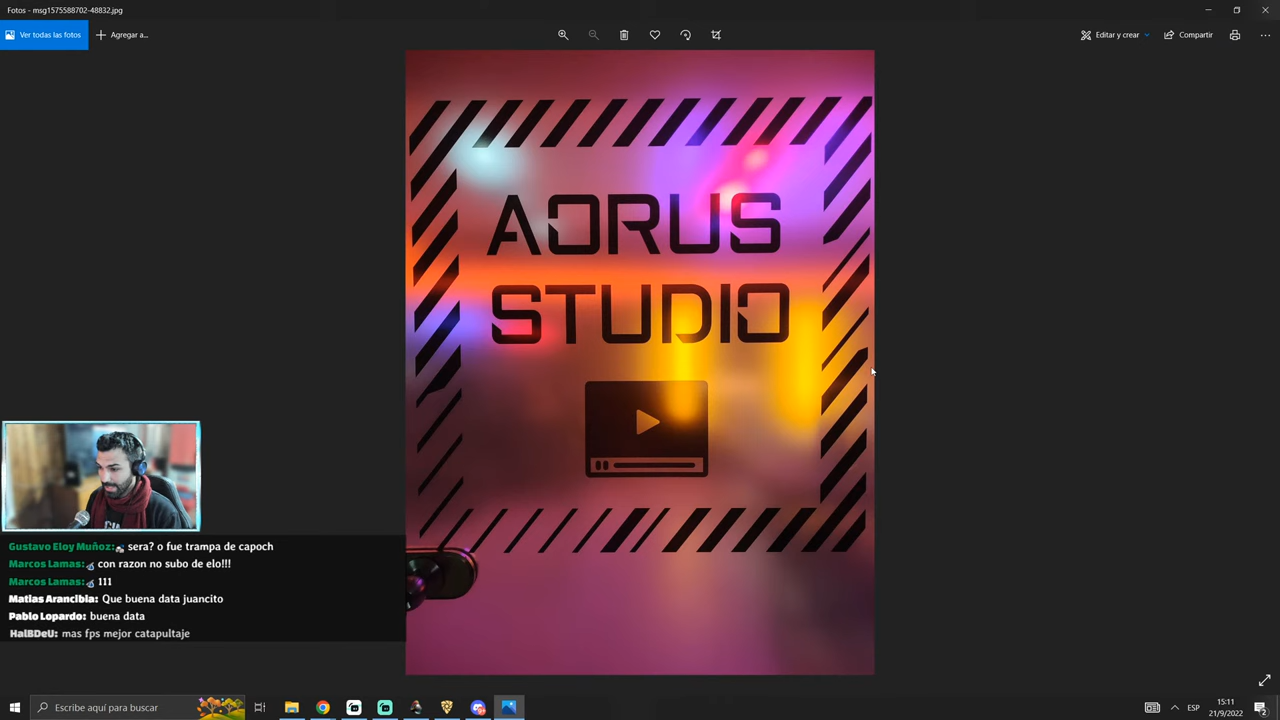 Fotos - msg1575588702-48832.jpg
Ver todas las fotos
Agregar a...
Editar y crear
Compartir
AORUS
STUDIO
Gustavo Eloy Muñoz: sera? o fue trampa de capoch
Marcos Lamas: con razon no subo de elo!!!
Marcos Lamas: 111
Matias Arancibia: Que buena data juancito
Pablo Lopardo: buena data
HalBDeU: mas fps mejor catapultaje
Escribe aquí para buscar
ESP
15:11
21/9/2022
2